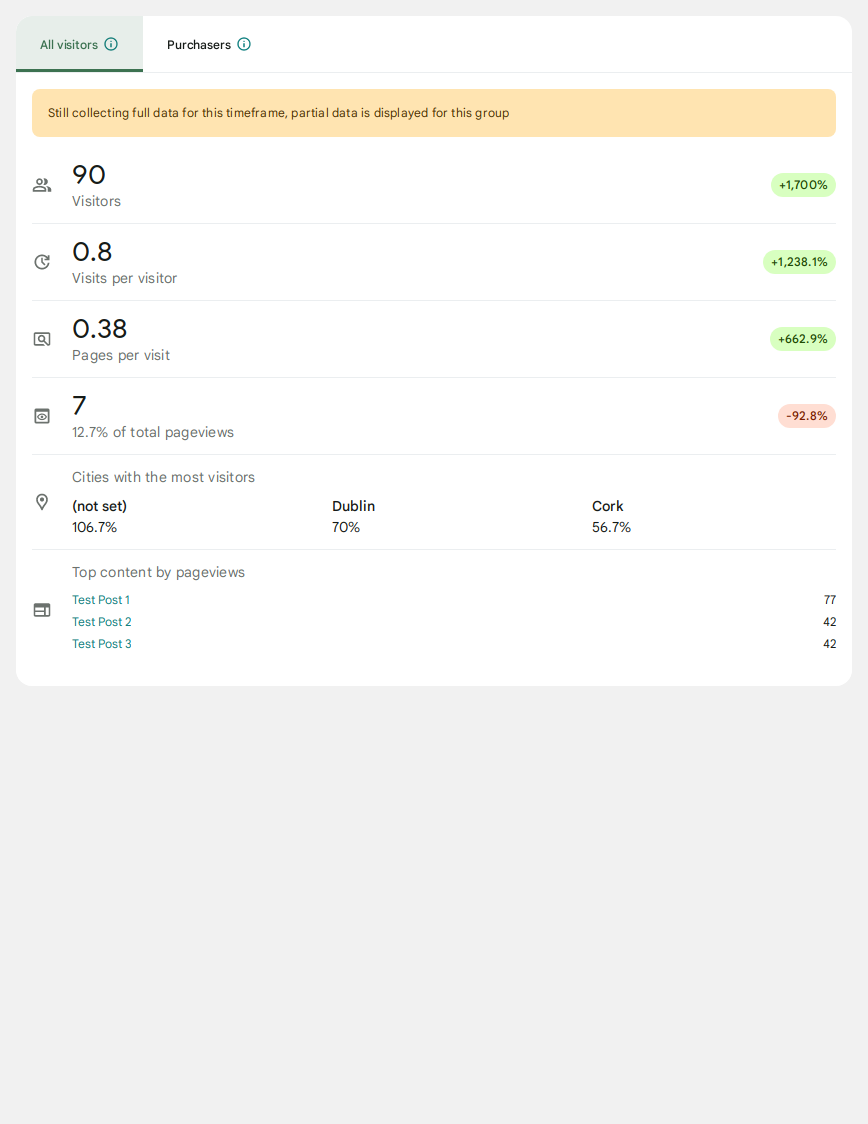 All visitors
Purchasers
Still collecting full data for this timeframe, partial data is displayed for this group
90
Visitors
+1,700%
0.8
Visits per visitor
+1,238.1%
0.38
Pages per visit
+662.9%
7
12.7% of total pageviews
-92.8%
Cities with the most visitors
(not set) Dublin Cork
106.7% 70% 56.7%
Top content by pageviews
Test Post 1 77
Test Post 2 42
Test Post 3 42